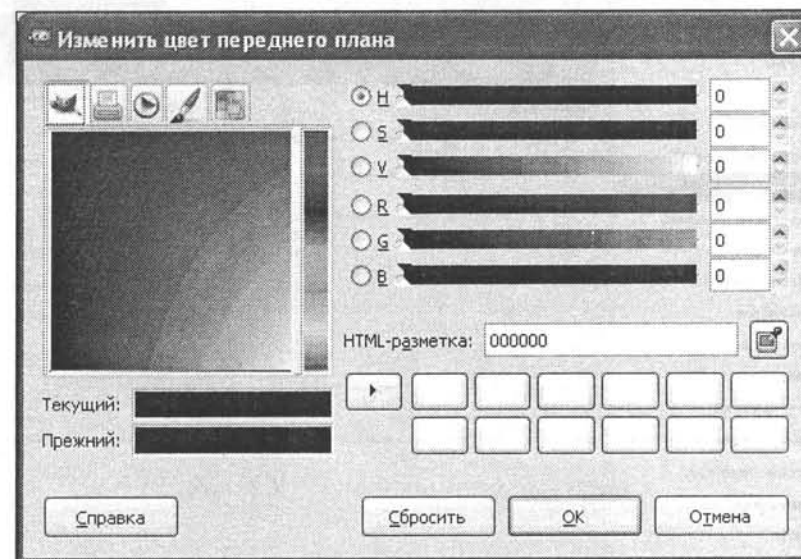 Изменить цвет переднего плана
H 0
S 0
V 0
R 0
G 0
B 0
HTML-разметка: 000000
Текущий:
Прежний:
Справка
Сбросить
OK
Отмена